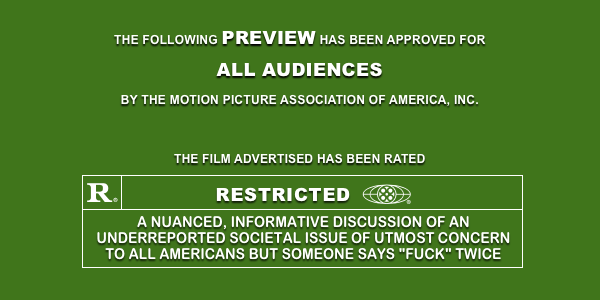 THE FOLLOWING PREVIEW HAS BEEN APPROVED FOR
ALL AUDIENCES
BY THE MOTION PICTURE ASSOCIATION OF AMERICA, INC.
THE FILM ADVERTISED HAS BEEN RATED
R® RESTRICTED ®
A NUANCED, INFORMATIVE DISCUSSION OF AN
UNDERREPORTED SOCIETAL ISSUE OF UTMOST CONCERN
TO ALL AMERICANS BUT SOMEONE SAYS "FUCK" TWICE